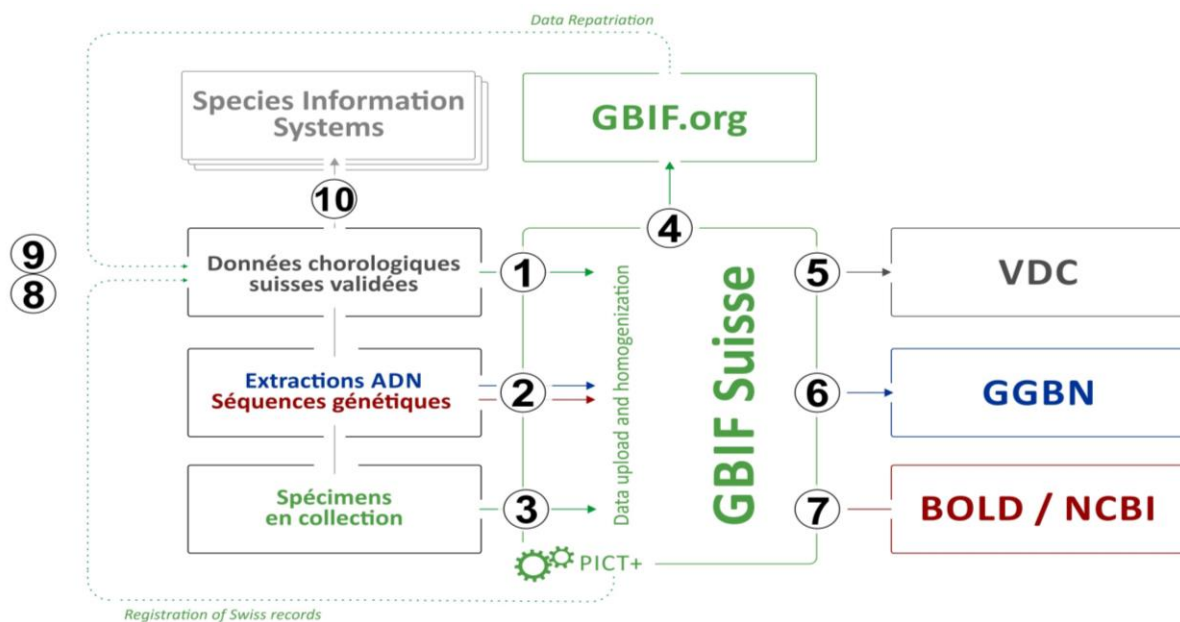 Data Repatriation
Species Information
Systems
GBIF.org
10
4
9
8
Données chorologiques
suisses validées
1
5
VDC
Extractions ADN
Séquences génétiques
2
Data upload and homogenization
GBIF Suisse
6
GGBN
Spécimens
en collection
3
7
BOLD / NCBI
PICT+
Registration of Swiss records